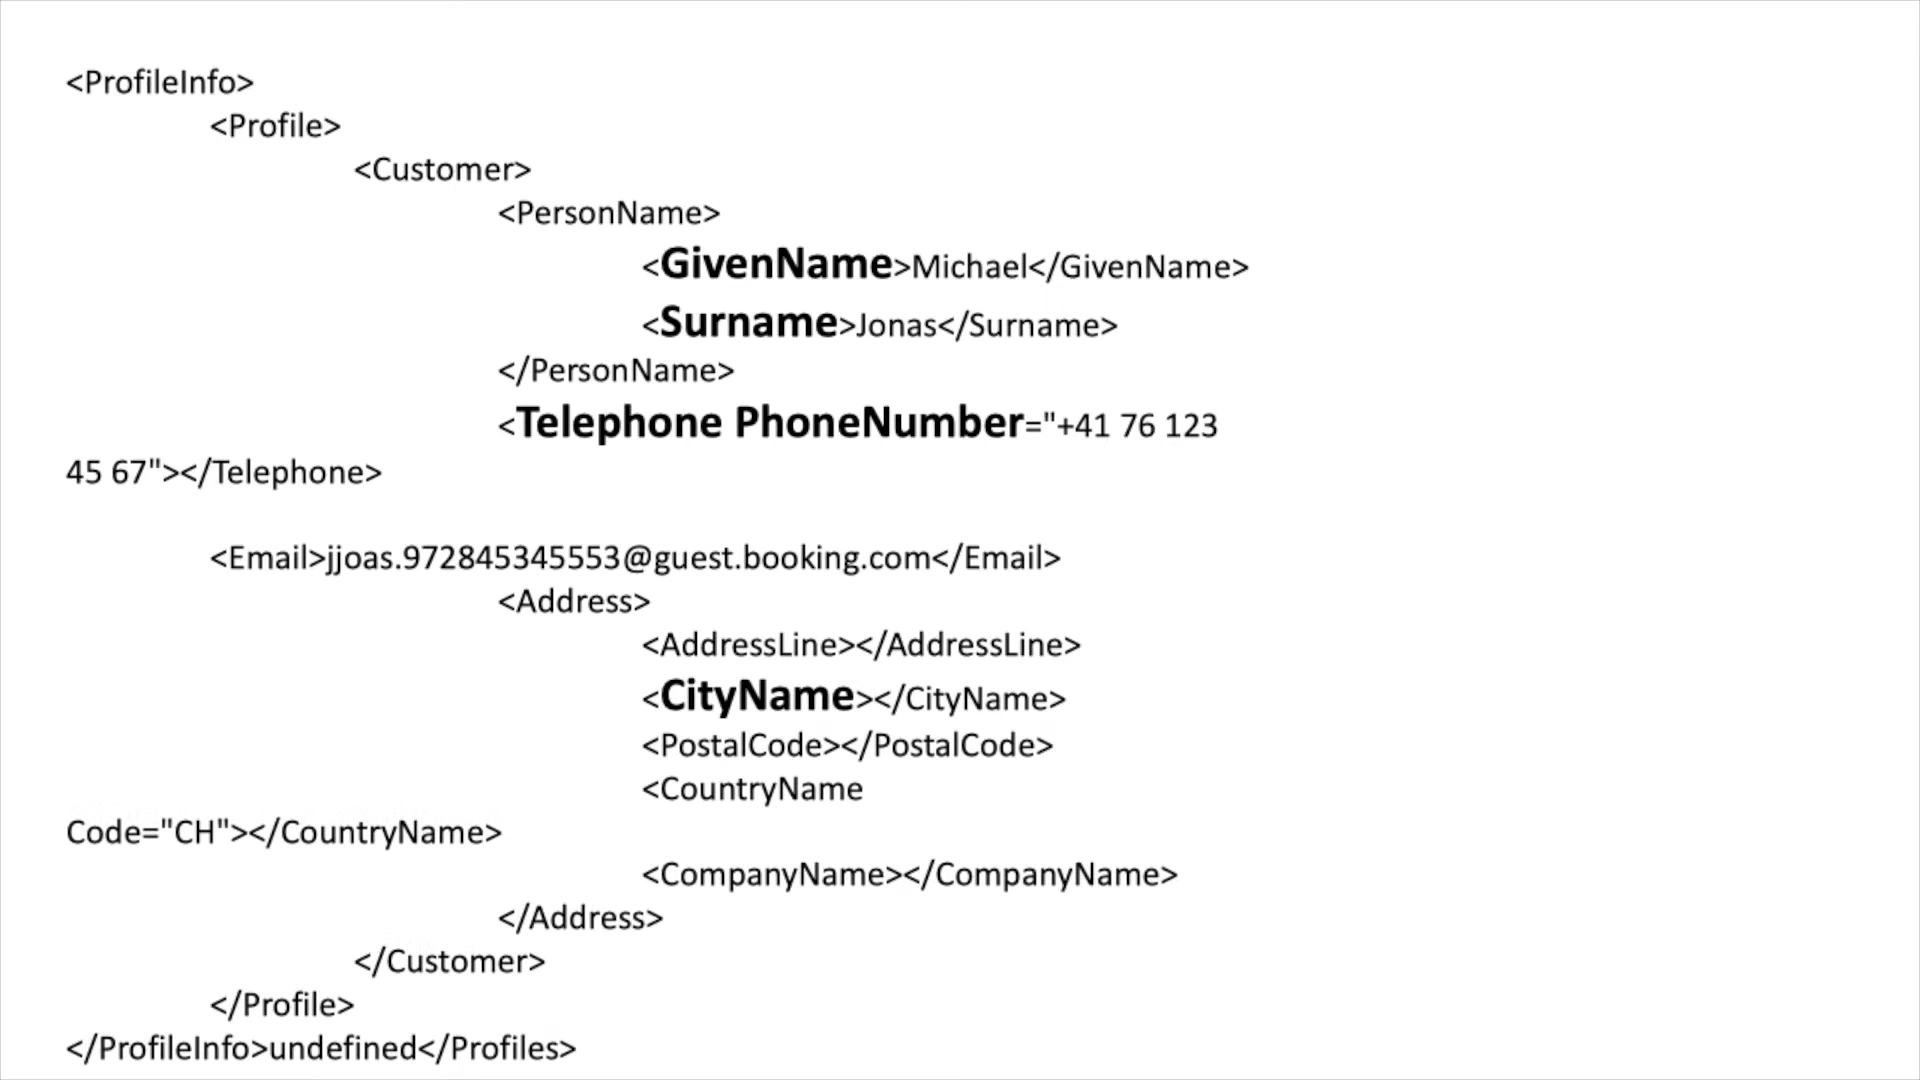 <ProfileInfo>
<Profile>
<Customer>
<PersonName>
<GivenName>Michael</GivenName>
<Surname>Jonas</Surname>
</PersonName>
<Telephone PhoneNumber="+41 76 123
45 67"></Telephone>
<Email>jjoas.972845345553@guest.booking.com</Email>
<Address>
<AddressLine></AddressLine>
<CityName></CityName>
<PostalCode></PostalCode>
<CountryName
Code="CH"></CountryName>
<CompanyName></CompanyName>
</Address>
</Customer>
</Profile>
</ProfileInfo>undefined</Profiles>